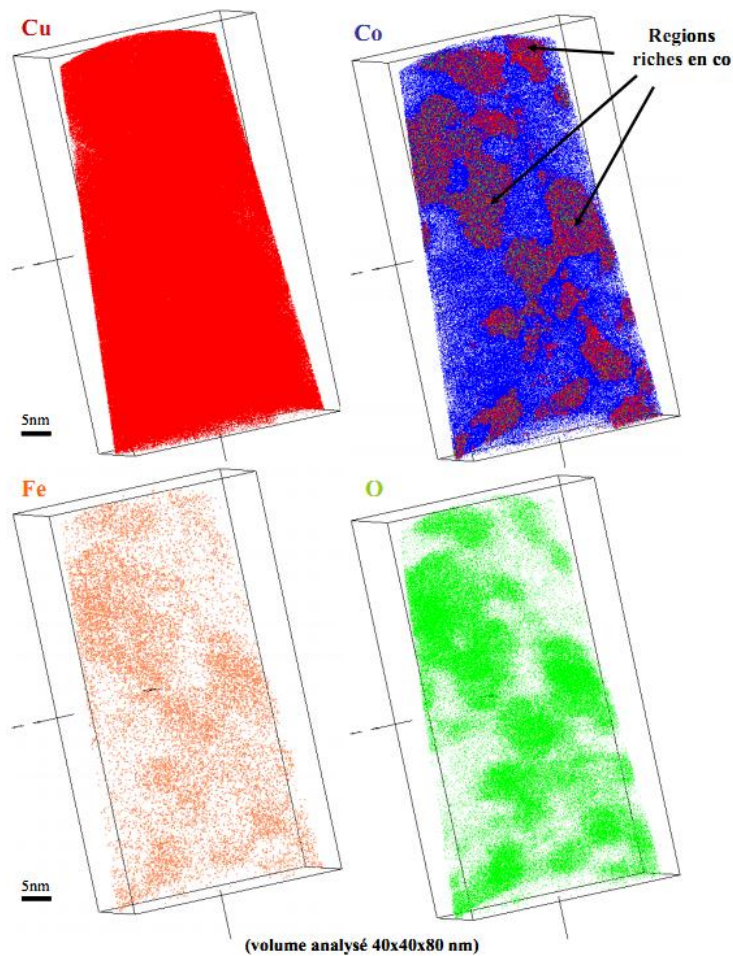 Cu
Co
Regions
riches en co
5nm
Fe
O
5nm
(volume analysé 40x40x80 nm)